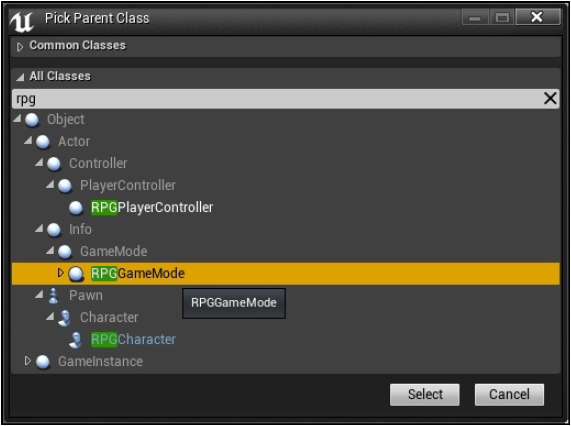 Pick Parent Class
Common Classes
All Classes
rpg
Object
Actor
Controller
PlayerController
RPGPlayerController
Info
GameMode
RPGGameMode
Pawn
RPGGameMode
Character
RPGCharacter
GameInstance
Select Cancel